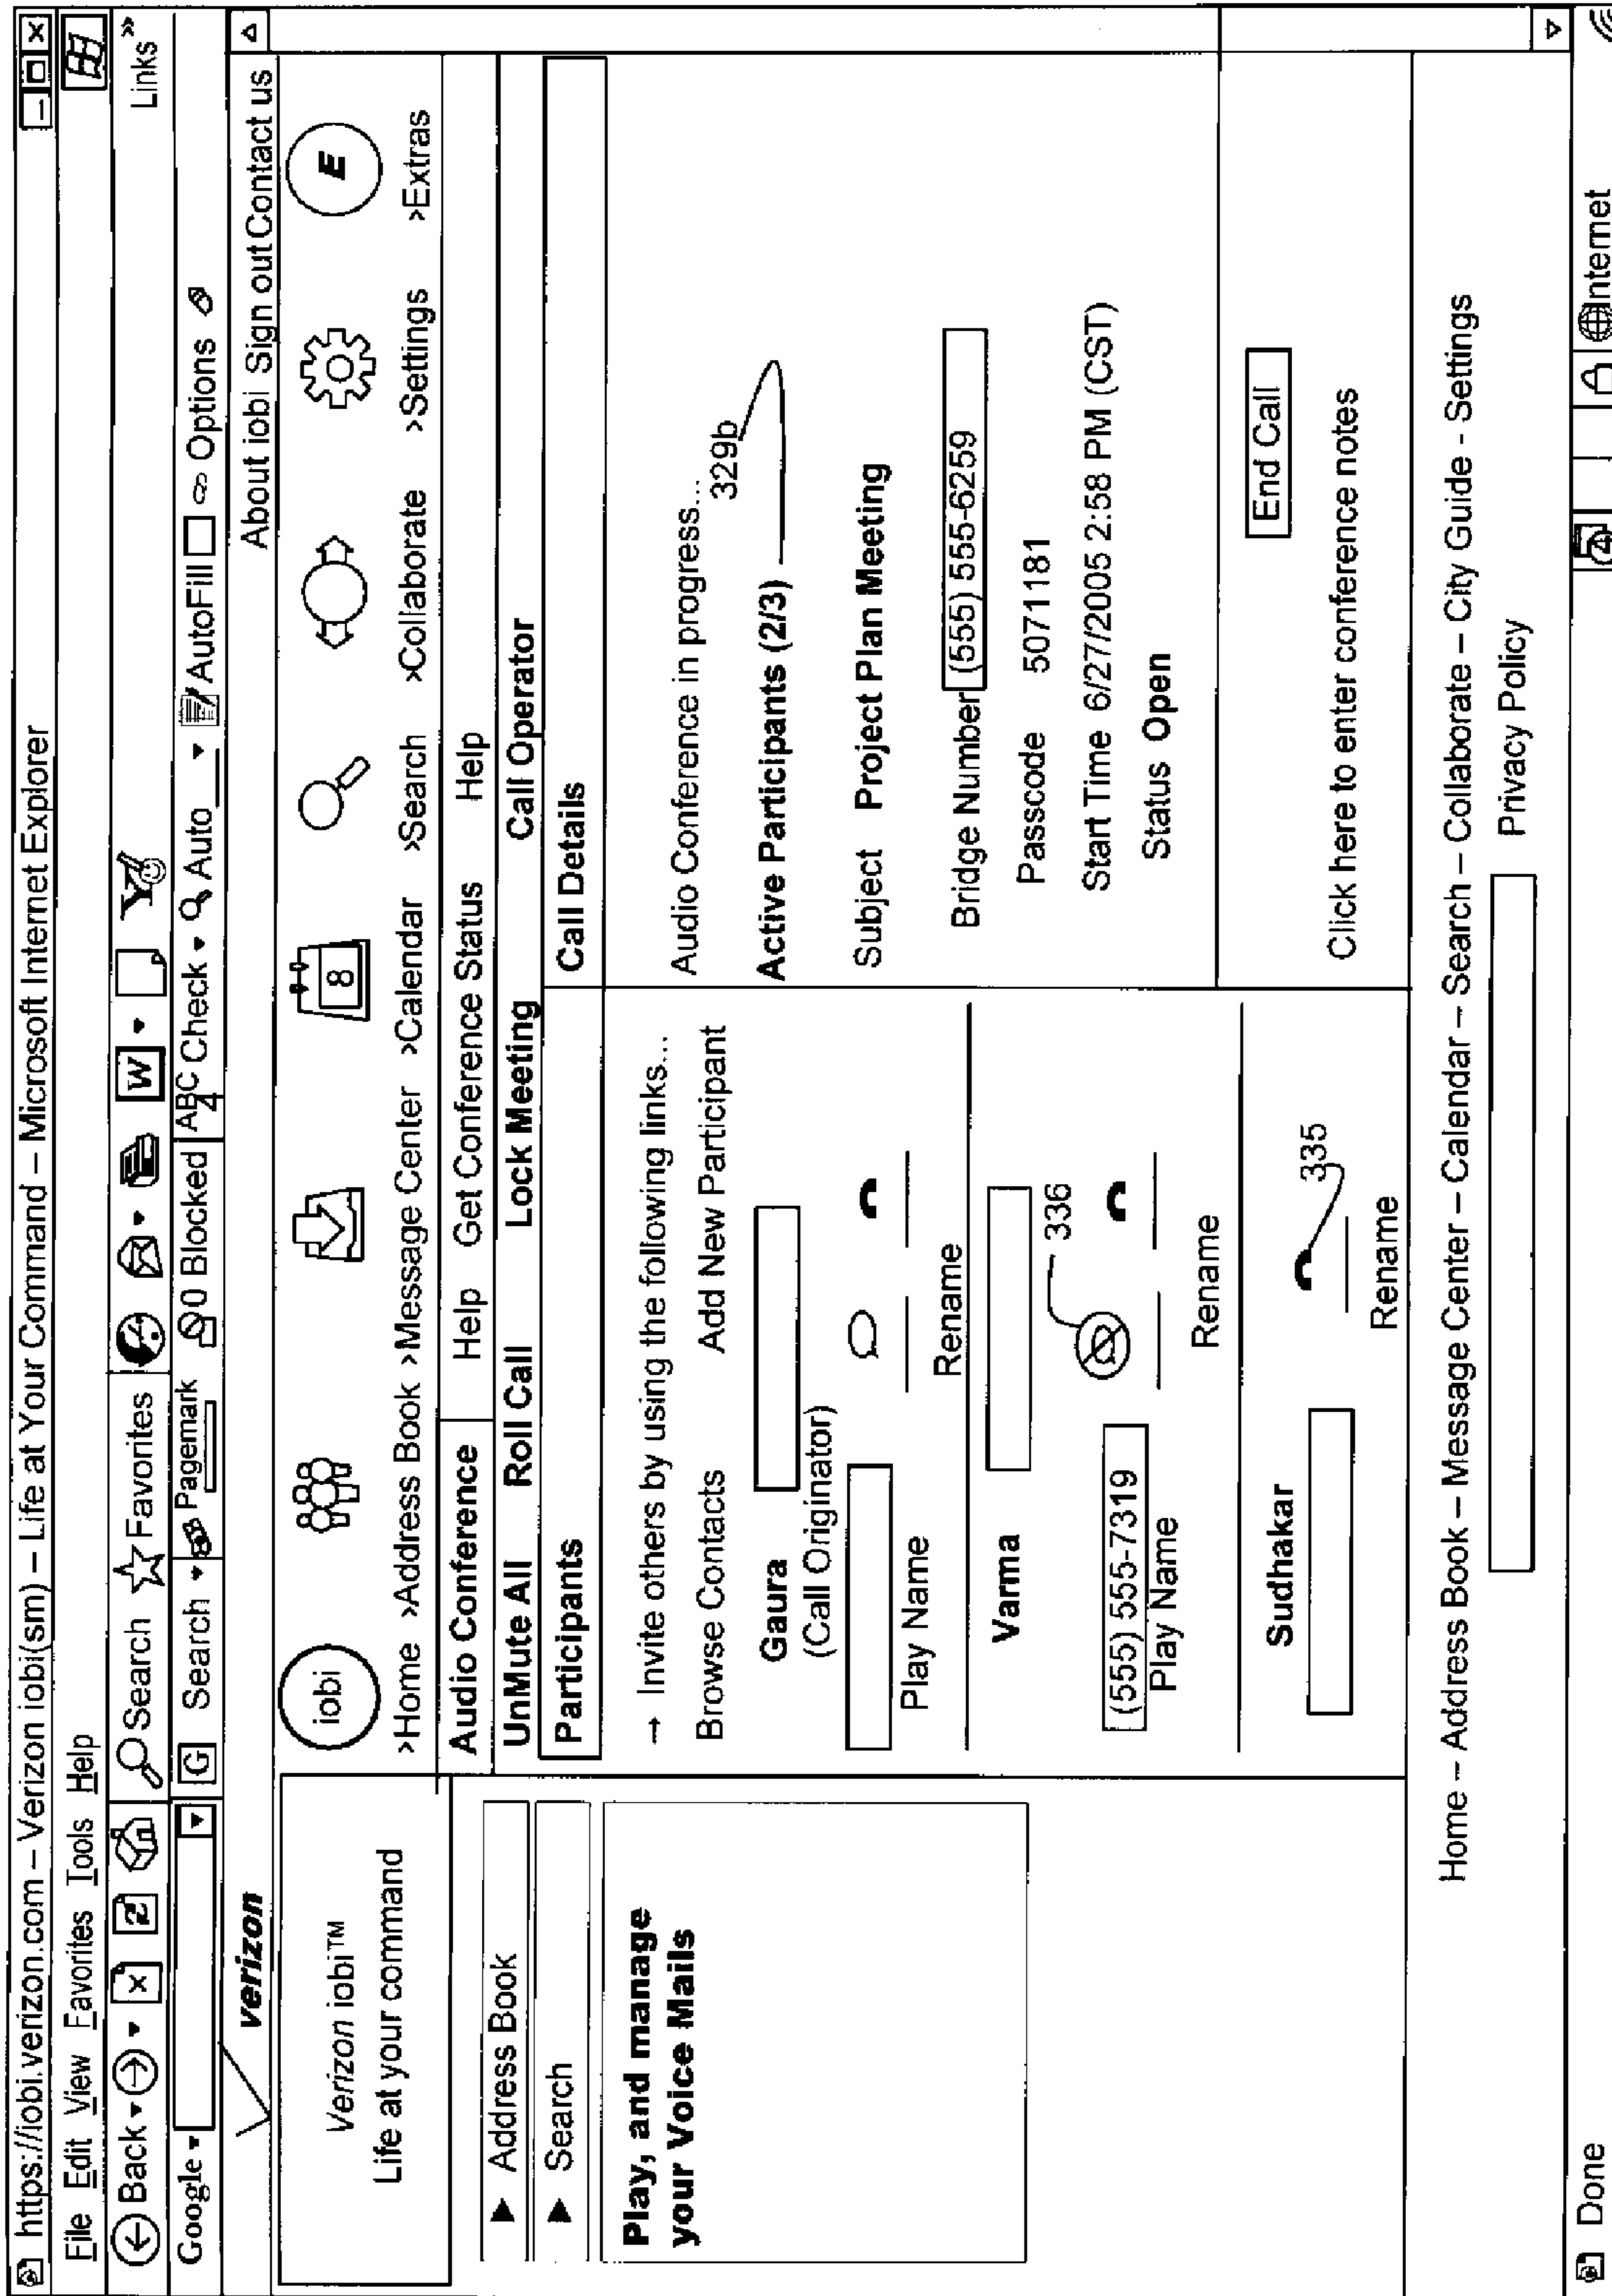 https://iobi.verizon.com – Verizon iobi(sm) – Life at Your Command – Microsoft Internet Explorer
File Edit View Favorites Tools Help
Back Search Favorites W Y Links »
Google G Search Pagemark 0 Blocked ABC Check Auto AutoFill Options
verizon
About iobi Sign out Contact us
Verizon iobi™
Life at your command
iobi 8 E
>Home >Address Book >Message Center >Calendar >Search >Collaborate >Settings >Extras
Audio Conference Help Get Conference Status Help
UnMute All Roll Call Lock Meeting Call Operator
Address Book
Search
Play, and manage
your Voice Mails
Participants
→ Invite others by using the following links...
Browse Contacts Add New Participant
Gaura
(Call Originator)
Play Name Rename
Varma
336
(555) 555-7319
Play Name Rename
Sudhakar
335
Rename
Call Details
Audio Conference in progress...
329b
Active Participants (2/3)
Subject Project Plan Meeting
Bridge Number (555) 555-6259
Passcode 5071181
Start Time 6/27/2005 2:58 PM (CST)
Status Open
End Call
Click here to enter conference notes
Home – Address Book – Message Center – Calendar – Search – Collaborate – City Guide - Settings
Privacy Policy
Done Internet